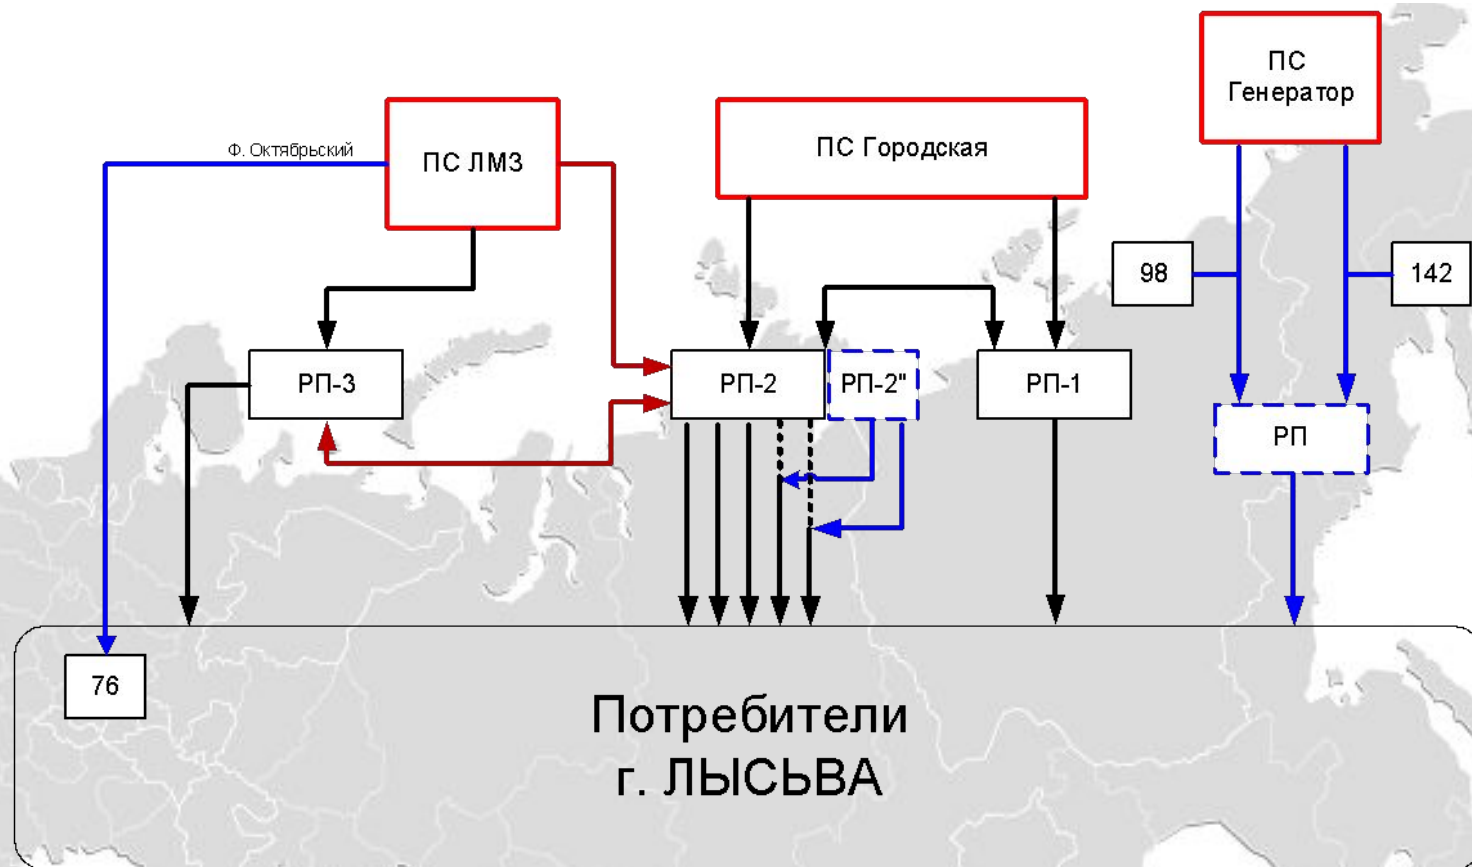 ПС
Генератор
Ф. Октябрьский
ПС ЛМЗ
ПС Городская
98
142
РП-3
РП-2
РП-2"
РП-1
РП
76
Потребители
г. ЛЫСЬВА